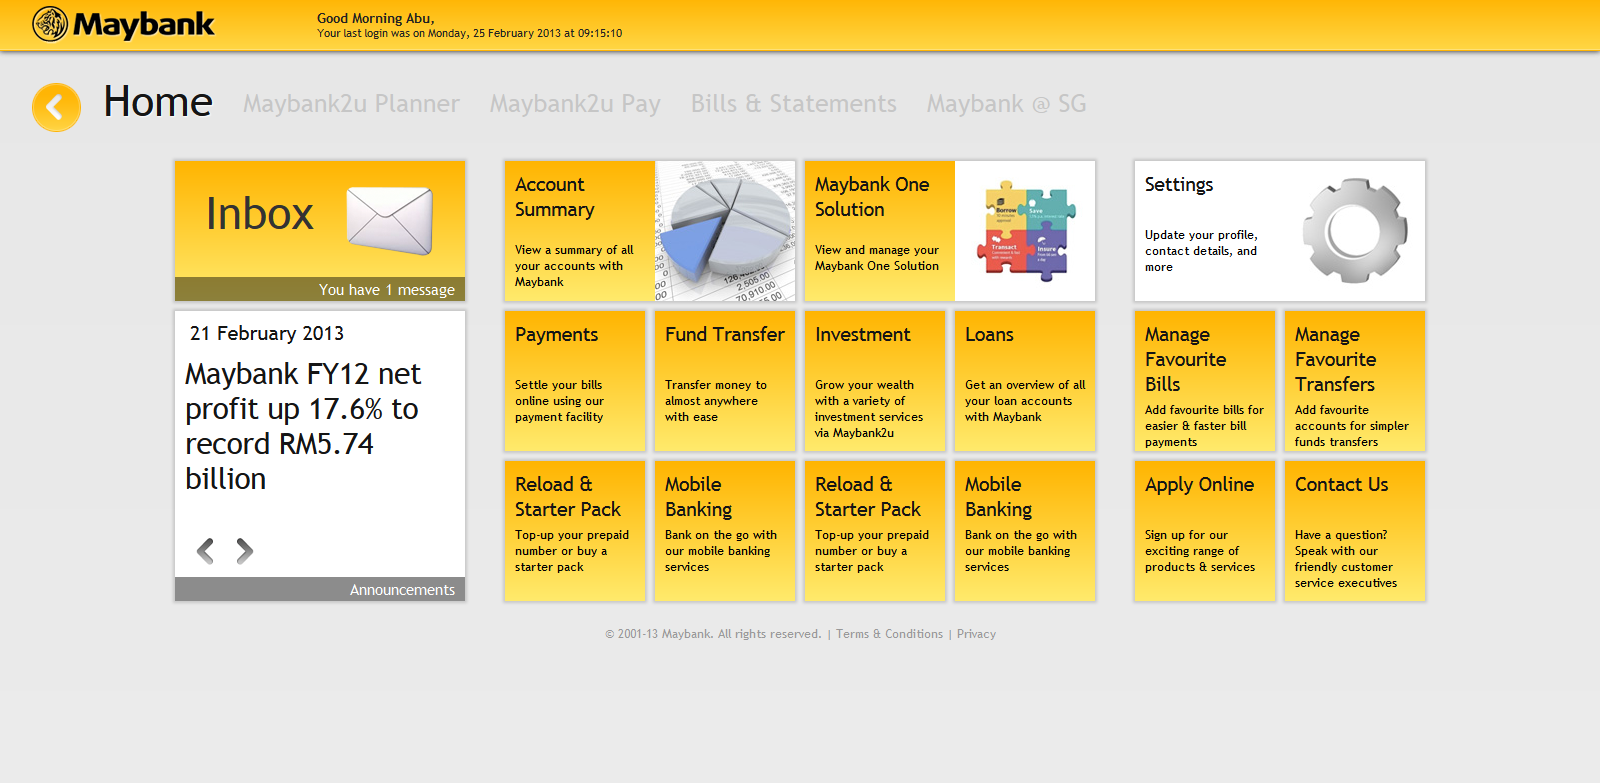 Maybank
Good Morning Abu,
Your last login was on Monday, 25 February 2013 at 09:15:10
Home
Maybank2u Planner
Maybank2u Pay
Bills & Statements
Maybank @ SG
Inbox
You have 1 message
21 February 2013
Maybank FY12 net
profit up 17.6% to
record RM5.74
billion
Announcements
Account
Summary
View a summary of all
your accounts with
Maybank
2,505.00
70,910.00
Maybank One
Solution
View and manage your
Maybank One Solution
Borrow
Save
Transact
Insure
Settings
Update your profile,
contact details, and
more
Payments
Settle your bills
online using our
payment facility
Fund Transfer
Transfer money to
almost anywhere
with ease
Investment
Grow your wealth
with a variety of
investment services
via Maybank2u
Loans
Get an overview of all
your loan accounts
with Maybank
Manage
Favourite
Bills
Add favourite bills for
easier & faster bill
payments
Manage
Favourite
Transfers
Add favourite
accounts for simpler
funds transfers
Reload &
Starter Pack
Top-up your prepaid
number or buy a
starter pack
Mobile
Banking
Bank on the go with
our mobile banking
services
Reload &
Starter Pack
Top-up your prepaid
number or buy a
starter pack
Mobile
Banking
Bank on the go with
our mobile banking
services
Apply Online
Sign up for our
exciting range of
products & services
Contact Us
Have a question?
Speak with our
friendly customer
service executives
© 2001-13 Maybank. All rights reserved. | Terms & Conditions | Privacy